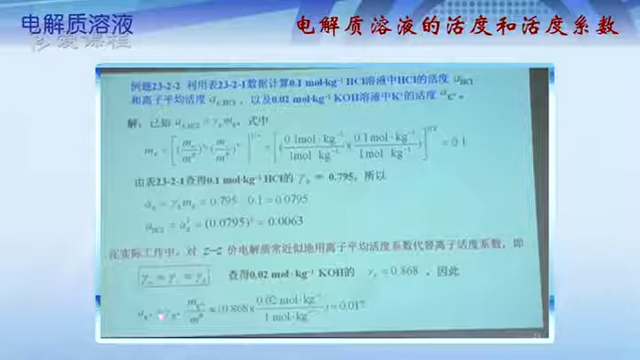 电解质溶液
电解质溶液的活度和活度系数
例题23-2-2 利用表23-2-1数据计算0.1 mol·kg⁻¹ HCl溶液中HCl的活度 a_HCl
和离子平均活度 a±,HCl，以及0.02 mol·kg⁻¹ KOH溶液中K⁺的活度 a_K⁺。
解：已知 a±,HCl = γ± m±, 式中
m± = [(m₊/m^θ)^ν₊ (m₋/m^θ)^ν₋]^1/ν = [(0.1mol·kg⁻¹/1mol·kg⁻¹)(0.1mol·kg⁻¹/1mol·kg⁻¹)]^1/2 = 0.1
由表23-2-1查得0.1 mol·kg⁻¹HCl的 γ± = 0.795, 所以
a± = γ± m± = 0.795 · 0.1 = 0.0795
a_HCl = a±² = (0.0795)² = 0.0063
在实际工作中，对 z–z 价电解质常近似地用离子平均活度系数代替离子活度系数，即
γ₊ ≈ γ₋ ≈ γ± 查得0.02 mol·kg⁻¹ KOH的 γ± = 0.868 ，因此
a_K⁺ = γ_K⁺ m_K⁺/m^θ ≈ (0.868 × 0.02 mol·kg⁻¹/1 mol·kg⁻¹) = 0.017